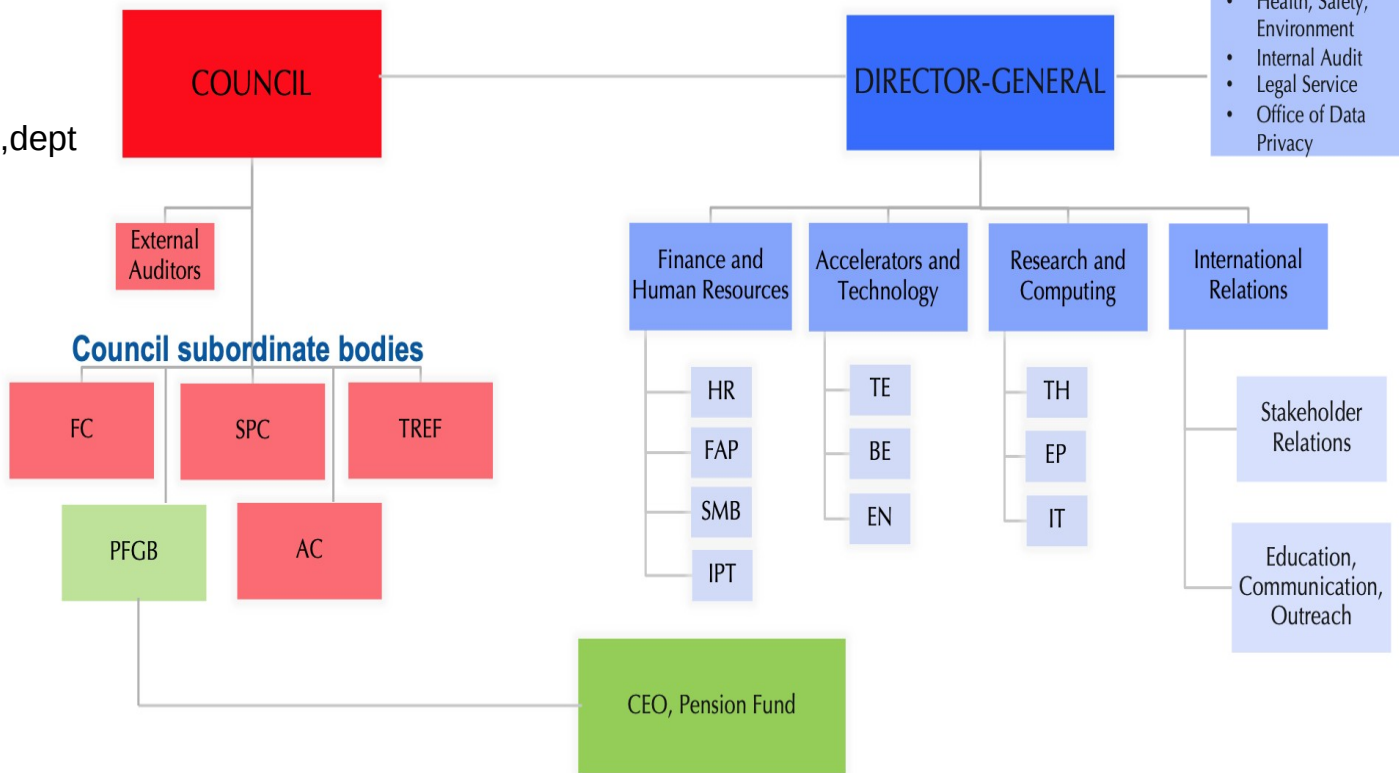 • Health, Safety,
Environment
• Internal Audit
• Legal Service
• Office of Data
Privacy
COUNCIL
DIRECTOR-GENERAL
,dept
External
Auditors
Finance and
Human Resources
Accelerators and
Technology
Research and
Computing
International
Relations
Council subordinate bodies
FC
SPC
TREF
PFGB
AC
HR
FAP
SMB
IPT
TE
BE
EN
TH
EP
IT
Stakeholder
Relations
Education,
Communication,
Outreach
CEO, Pension Fund